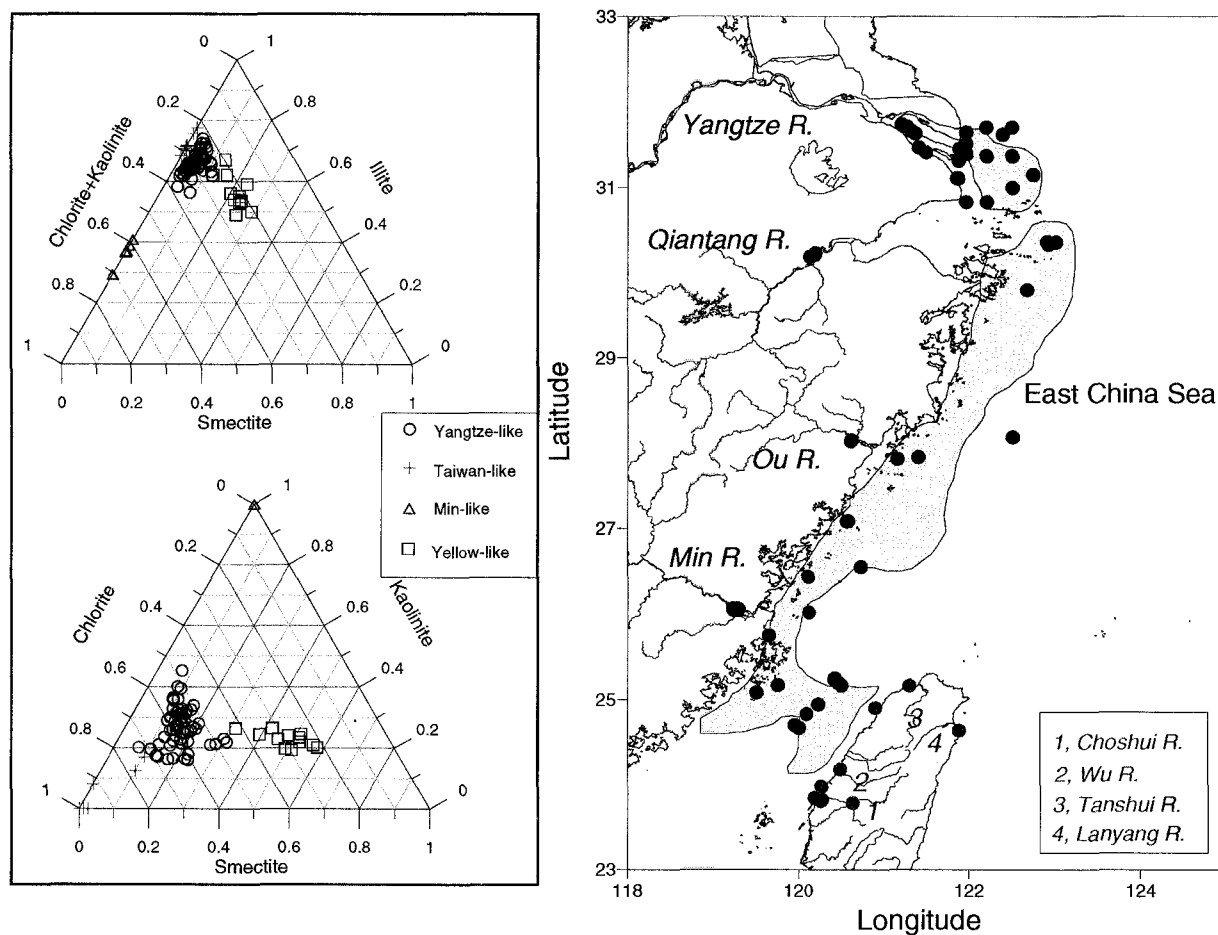 0
1
0.2
0.8
0.4
0.6
Chlorite+Kaolinite
Illite
0.6
0.4
0.8
0.2
1
0
0
0.2
0.4
0.6
0.8
1
Smectite
Yangtze-like
Taiwan-like
Min-like
Yellow-like
0
1
0.2
0.8
Chlorite
0.4
0.6
Kaolinite
0.6
0.4
0.8
0.2
1
0
0
0.2
0.4
0.6
0.8
1
Smectite
Latitude
33
31
29
27
25
23
118
120
122
124
Longitude
Yangtze R.
Qiantang R.
East China Sea
Ou R.
Min R.
3
4
2
1
1, Choshui R.
2, Wu R.
3, Tanshui R.
4, Lanyang R.